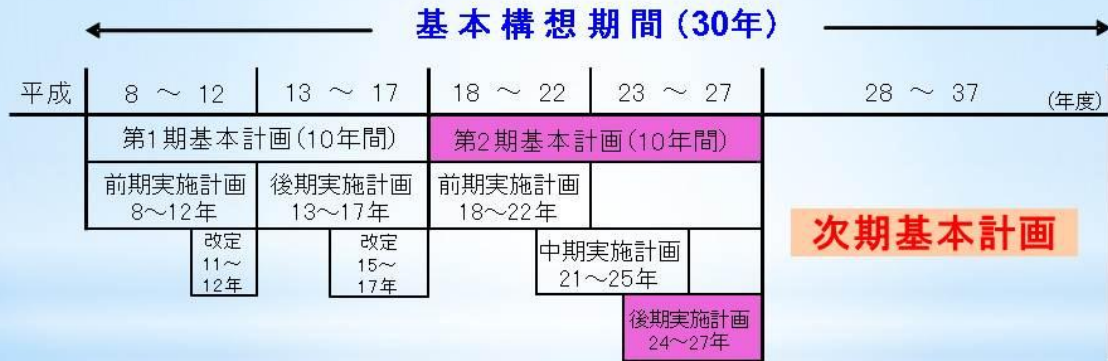 基本構想期間(30年)
平成 8 ～ 12 13 ～ 17 18 ～ 22 23 ～ 27 28 ～ 37 (年度)
第1期基本計画(10年間) 第2期基本計画(10年間)
前期実施計画
8～12年
後期実施計画
13～17年
前期実施計画
18～22年
改定
11～
12年
改定
15～
17年
中期実施計画
21～25年
後期実施計画
24～27年
次期基本計画